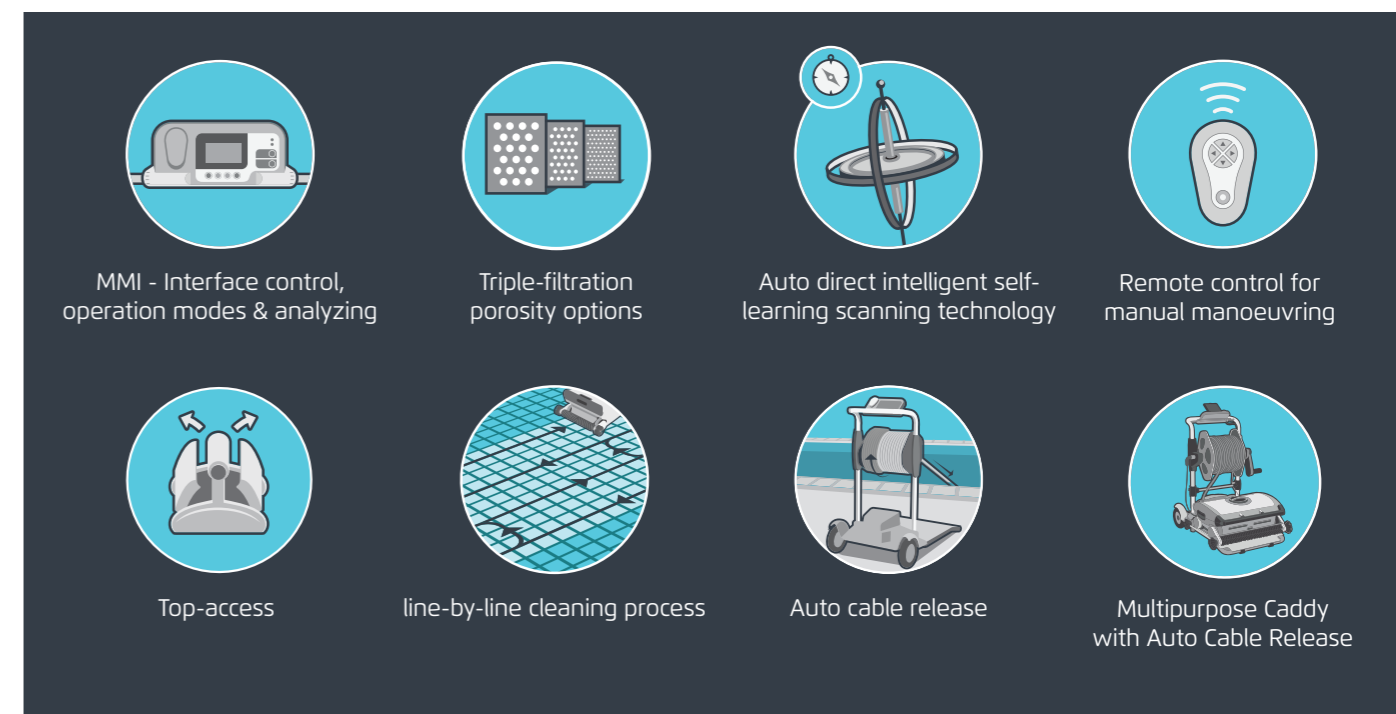 MMI - Interface control,
operation modes & analyzing
Triple-filtration
porosity options
Auto direct intelligent self-
learning scanning technology
Remote control for
manual manoeuvring
Top-access
line-by-line cleaning process
Auto cable release
Multipurpose Caddy
with Auto Cable Release